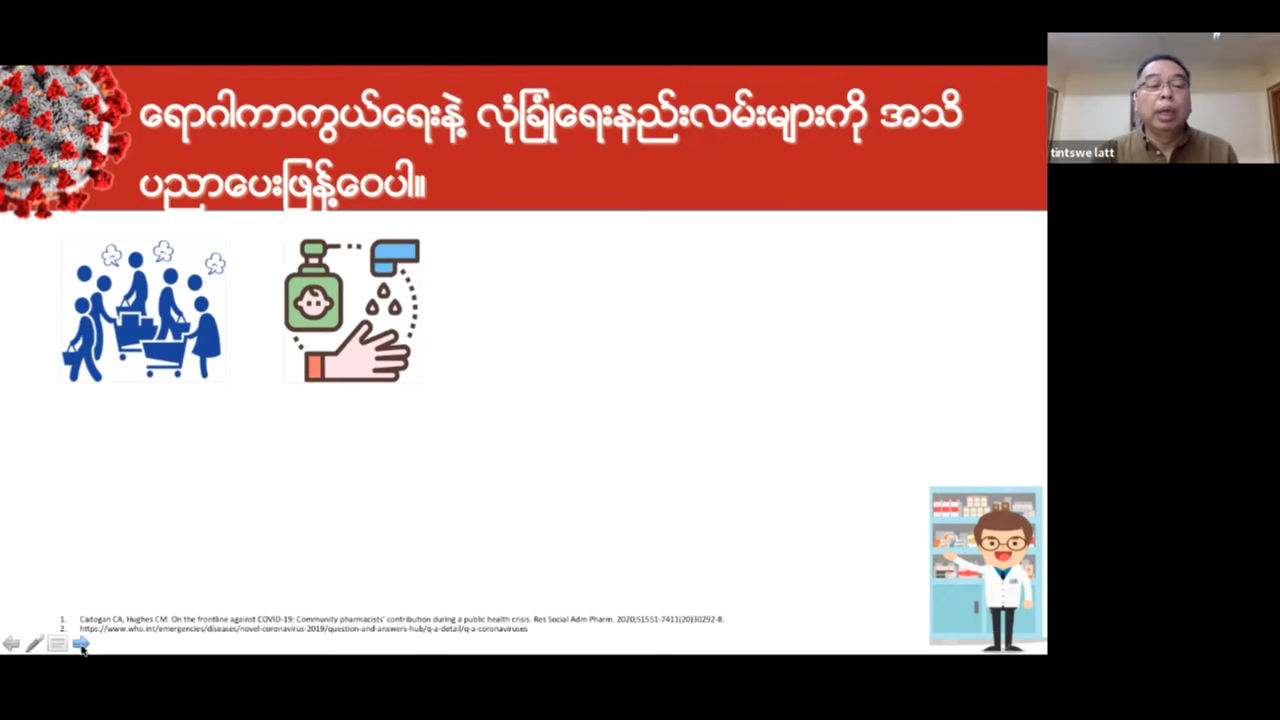 ရောဂါကာကွယ်ရေးနဲ့ လုံခြုံရေးနည်းလမ်းများကို အသိ
ပညာပေးဖြန့်ဝေပါ။
tintswe latt
1. Cadogan CA, Hughes CM. On the frontline against COVID-19: Community pharmacists' contribution during a public health crisis. Res Social Adm Pharm. 2020;S1551-7411(20)30292-8.
2. https://www.who.int/emergencies/diseases/novel-coronavirus-2019/question-and-answers-hub/q-a-detail/q-a-coronaviruses